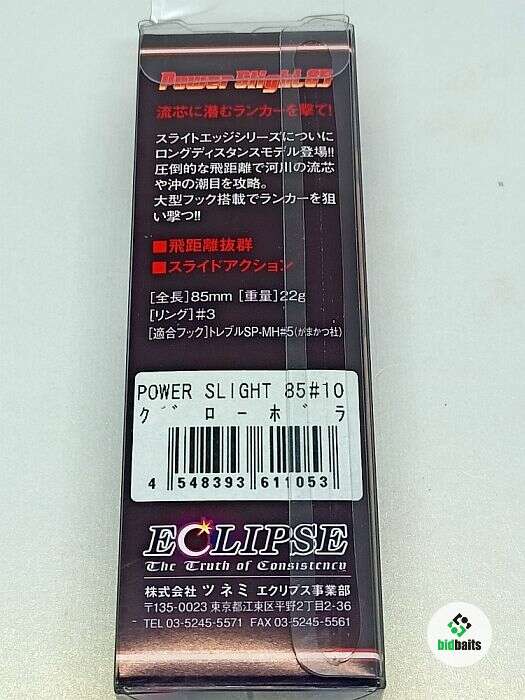 Power Slight 85
流芯に潜むランカーを撃て!
スライトエッジシリーズについに
ロングディスタンスモデル登場!!
圧倒的な飛距離で河川の流芯
や沖の潮目を攻略。
大型フック搭載でランカーを狙
い撃つ!!
■飛距離抜群
■スライドアクション
[全長]85mm [重量]22g
[リング]#3
[適合フック]トレブルSP-MH#5(がまかつ社)
POWER SLIGHT 85#10
グローボラ
4 548393 611053
ECLIPSE
The Truth of Consistency
株式会社 ツネミ エクリプス事業部
〒135-0023 東京都江東区平野2丁目2-36
TEL 03-5245-5571 FAX 03-5245-5561
bidbaits